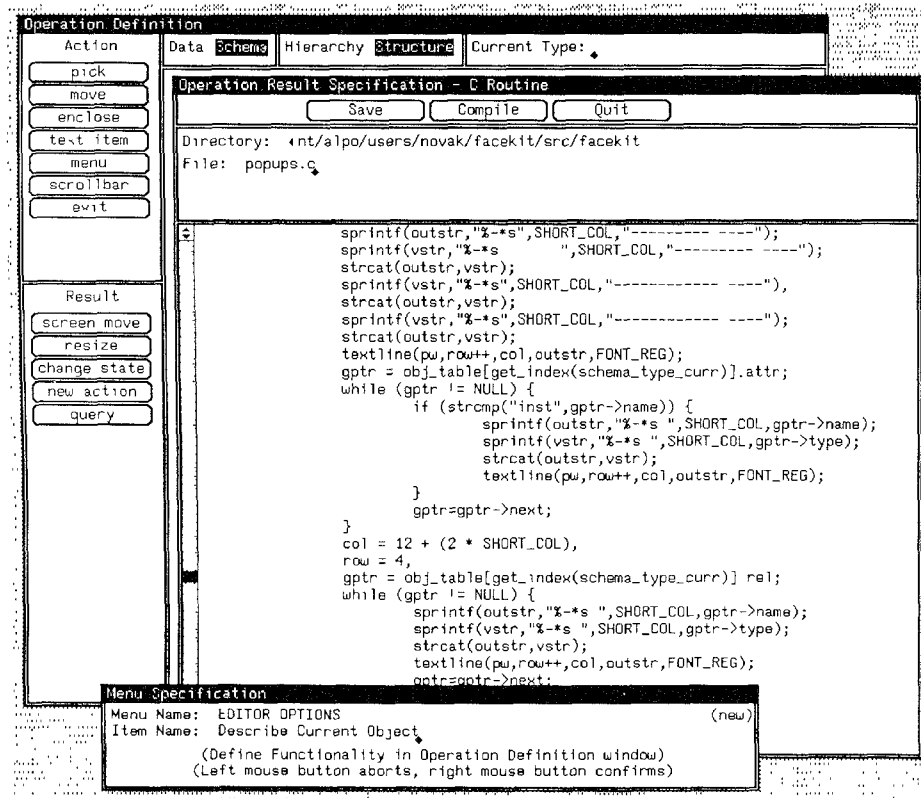 Operation Definition
Action
Data Schema Hierarchy Structure Current Type:
pick
move
enclose
text item
menu
scrollbar
exit
Result
screen move
resize
change state
new action
query
Operation Result Specification - C Routine
Save Compile Quit
Directory: nt/alpo/users/novak/facekit/src/facekit
File: popups.c
sprintf(outstr,"%-*s",SHORT_COL,"---------- ----");
sprintf(vstr,"%-*s        ",SHORT_COL,"--------- ----");
strcat(outstr,vstr);
sprintf(vstr,"%-*s",SHORT_COL,"------------ ----"),
strcat(outstr,vstr);
sprintf(vstr,"%-*s",SHORT_COL,"------------ ----");
strcat(outstr,vstr);
textline(pw,row++,col,outstr,FONT_REG);
gptr = obj_table[get_index(schema_type_curr)].attr;
while (gptr != NULL) {
if (strcmp("inst",gptr->name)) {
sprintf(outstr,"%-*s ",SHORT_COL,gptr->name);
sprintf(vstr,"%-*s ",SHORT_COL,gptr->type);
strcat(outstr,vstr);
textline(pw,row++,col,outstr,FONT_REG);
}
gptr=gptr->next;
}
col = 12 + (2 * SHORT_COL),
row = 4,
gptr = obj_table[get_index(schema_type_curr)] rel;
while (gptr != NULL) {
sprintf(outstr,"%-*s ",SHORT_COL,gptr->name);
sprintf(vstr,"%-*s ",SHORT_COL,gptr->type);
strcat(outstr,vstr);
textline(pw,row++,col,outstr,FONT_REG);
gptr=gptr->next;
Menu Specification
Menu Name: EDITOR OPTIONS (new)
Item Name: Describe Current Object
(Define Functionality in Operation Definition window)
(Left mouse button aborts, right mouse button confirms)